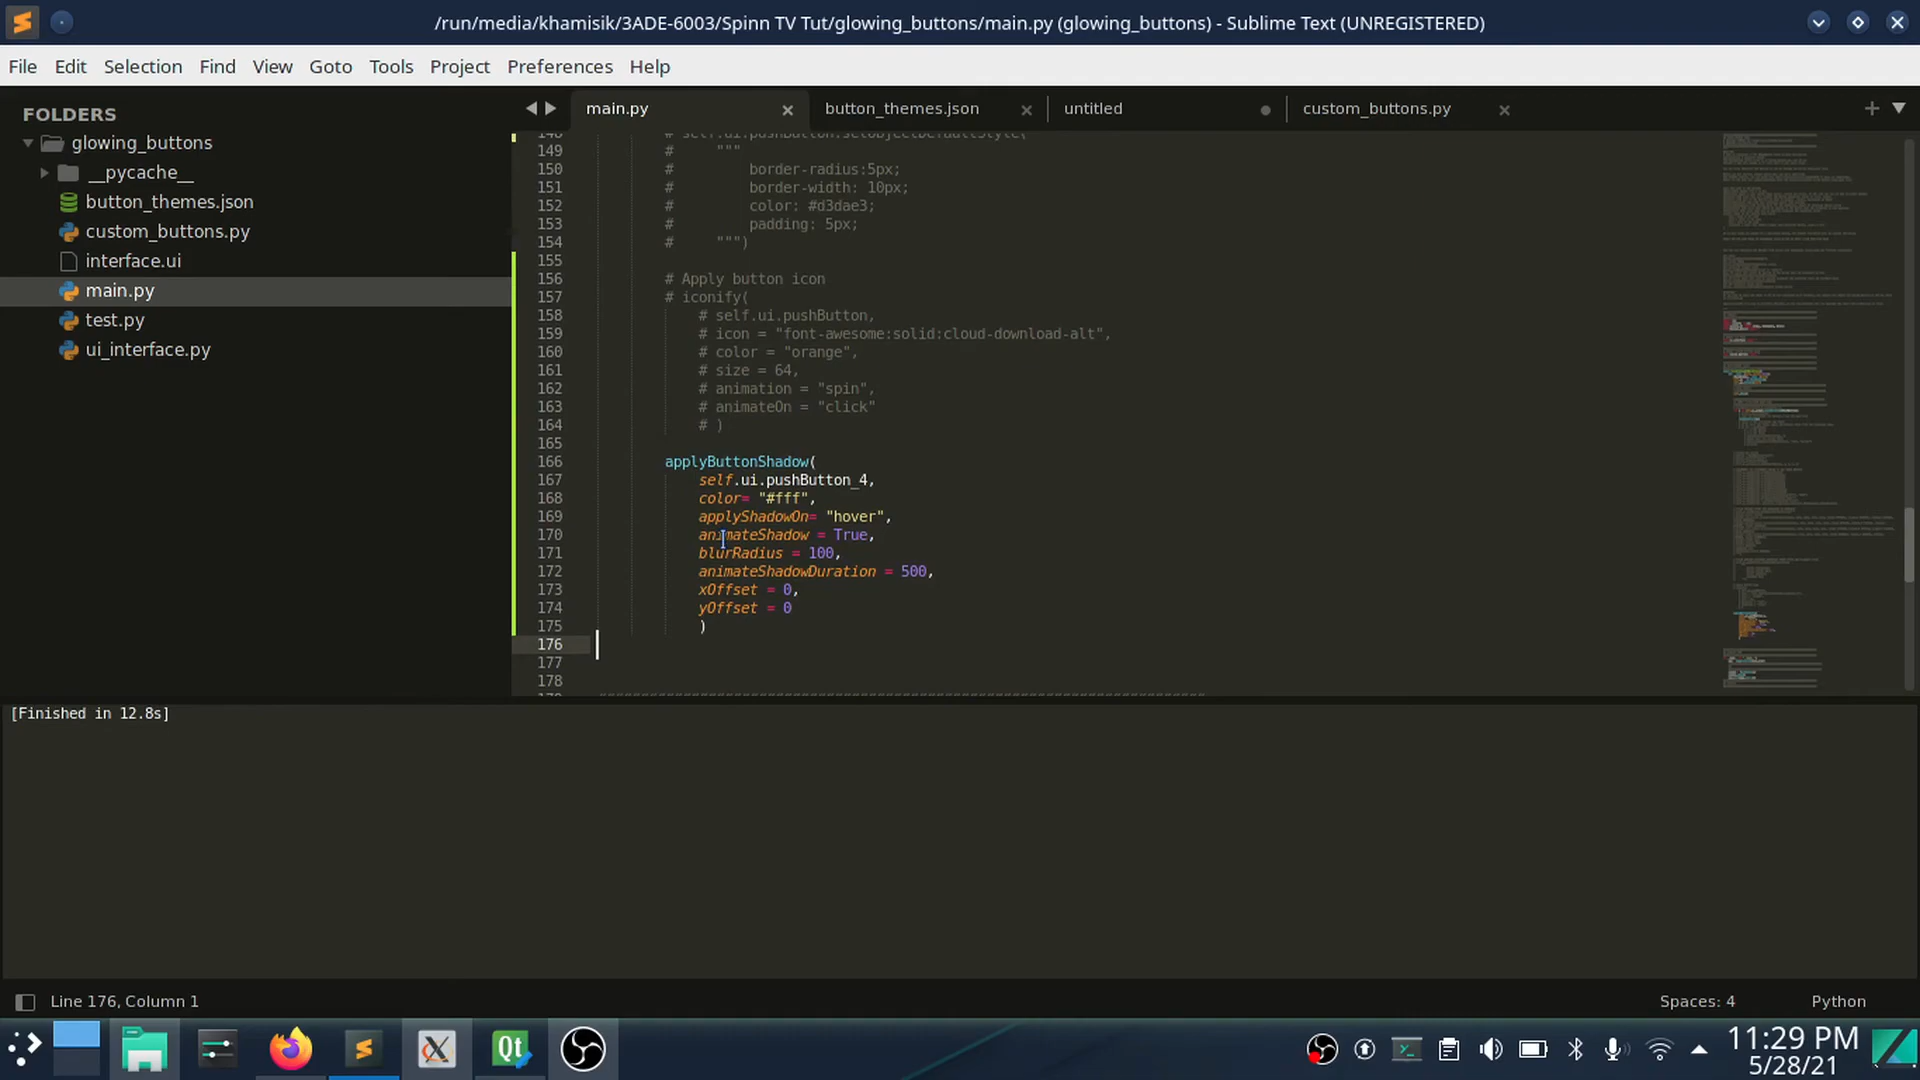 /run/media/khamisik/3ADE-6003/Spinn TV Tut/glowing_buttons/main.py (glowing_buttons) - Sublime Text (UNREGISTERED)
File Edit Selection Find View Goto Tools Project Preferences Help
FOLDERS
glowing_buttons
__pycache__
button_themes.json
custom_buttons.py
interface.ui
main.py
test.py
ui_interface.py
main.py button_themes.json untitled custom_buttons.py
148 # self.ui.pushButton.setObjectDefaultStyle(
149 # """
150 # border-radius:5px;
151 # border-width: 10px;
152 # color: #d3dae3;
153 # padding: 5px;
154 # """)
155
156 # Apply button icon
157 # iconify(
158 # self.ui.pushButton,
159 # icon = "font-awesome:solid:cloud-download-alt",
160 # color = "orange",
161 # size = 64,
162 # animation = "spin",
163 # animateOn = "click"
164 # )
165
166 applyButtonShadow(
167 self.ui.pushButton_4,
168 color= "#fff",
169 applyShadowOn= "hover",
170 animateShadow = True,
171 blurRadius = 100,
172 animateShadowDuration = 500,
173 xOffset = 0,
174 yOffset = 0
175 )
176
177
178
[Finished in 12.8s]
Line 176, Column 1
Spaces: 4 Python
Qt
11:29 PM
5/28/21